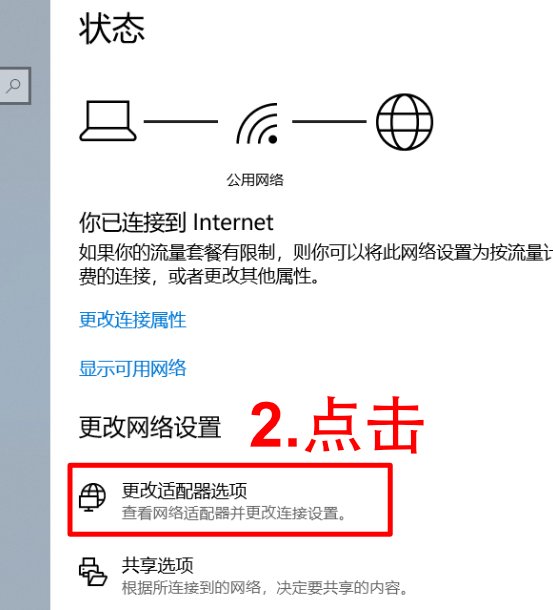 状态
公用网络
你已连接到 Internet
如果你的流量套餐有限制，则你可以将此网络设置为按流量计
费的连接，或者更改其他属性。
更改连接属性
显示可用网络
更改网络设置
2.点击
更改适配器选项
查看网络适配器并更改连接设置。
共享选项
根据所连接到的网络，决定要共享的内容。